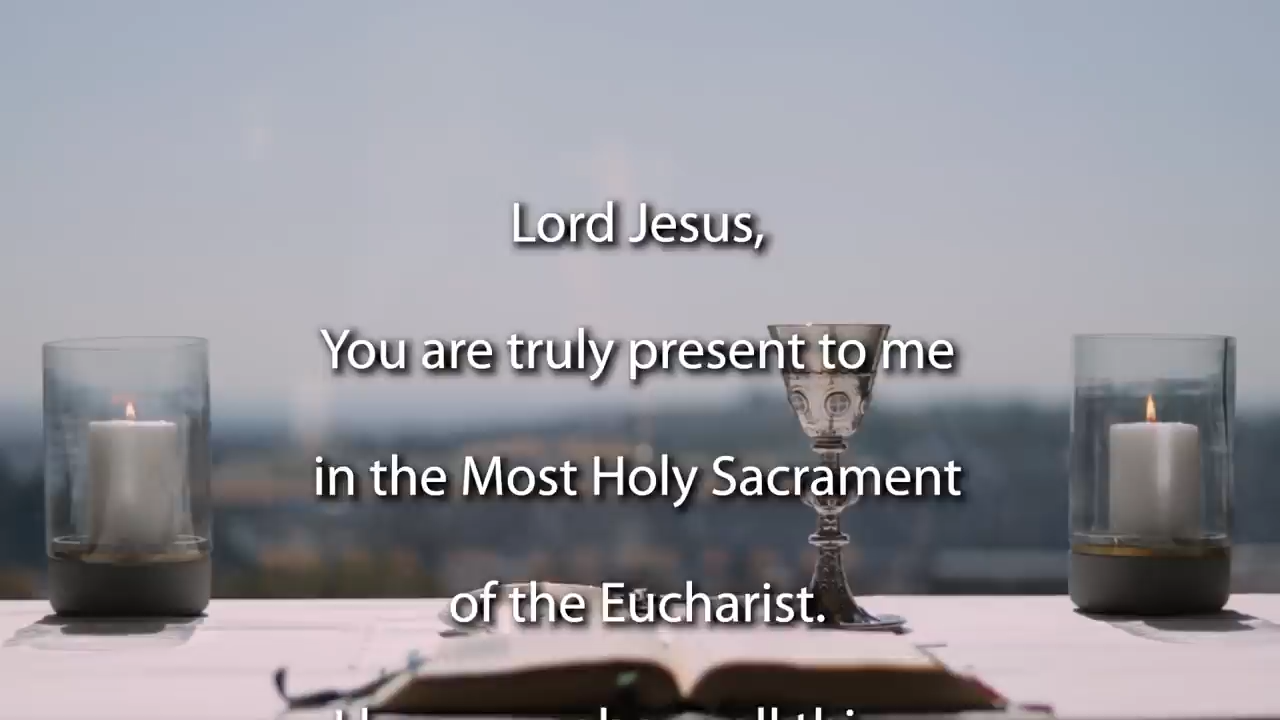 Lord Jesus,
You are truly present to me
in the Most Holy Sacrament
of the Eucharist.